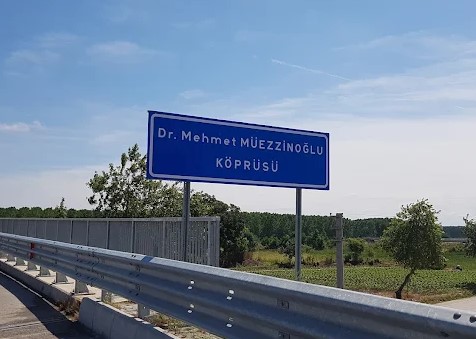 Dr. Mehmet MÜEZZİNOĞLU
KÖPRÜSÜ